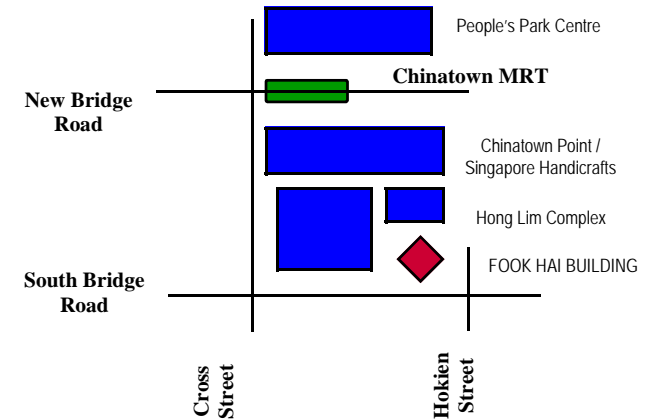 People's Park Centre
Chinatown MRT
New Bridge
Road
Chinatown Point /
Singapore Handicrafts
Hong Lim Complex
FOOK HAI BUILDING
South Bridge
Road
Cross
Street
Hokien
Street